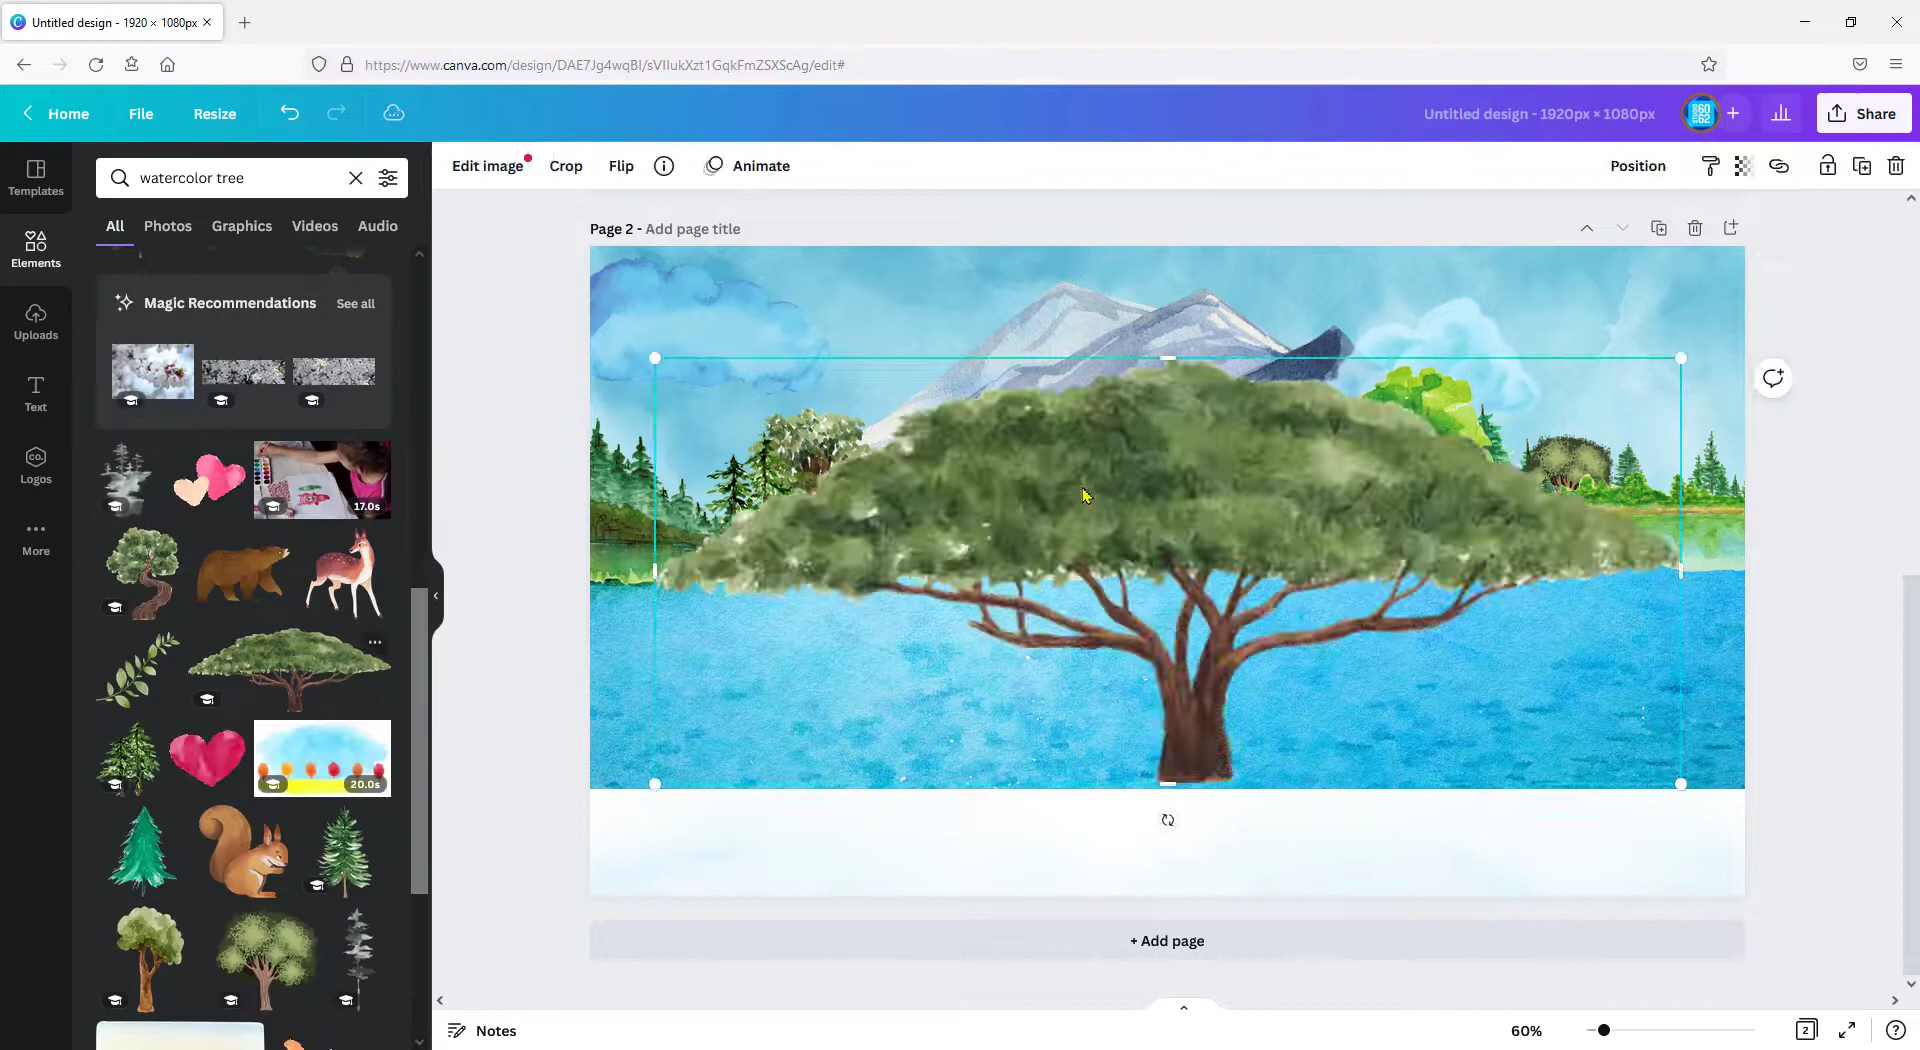 Untitled design - 1920 × 1080px
https://www.canva.com/design/DAE7Jg4wqBI/sVIIukXzt1GqkFmZSXScAg/edit#
Home File Resize Untitled design - 1920px × 1080px Share
Templates
Elements
Uploads
Text
Logos
More
watercolor tree
All Photos Graphics Videos Audio
Magic Recommendations See all
17.0s
20.0s
Edit image Crop Flip Animate Position
Page 2 - Add page title
+ Add page
Notes 60% 2